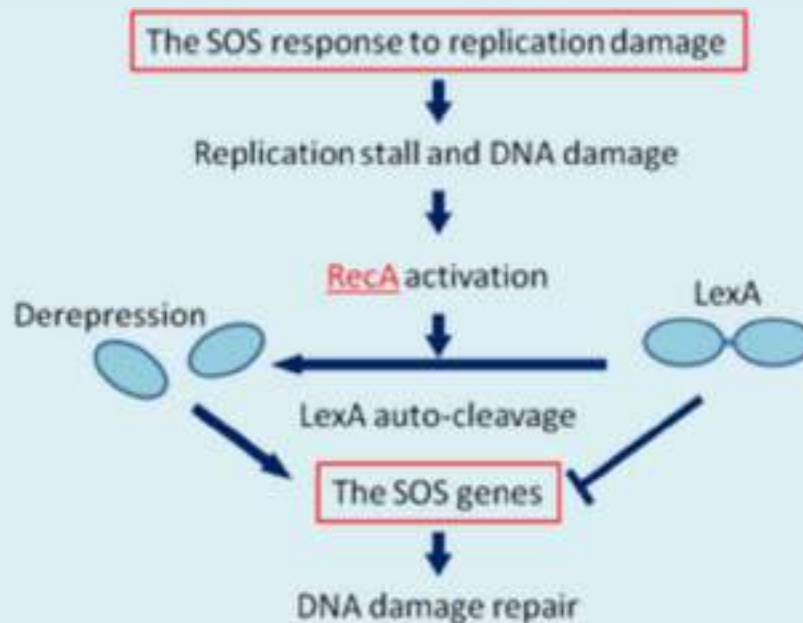 The SOS response to replication damage
Replication stall and DNA damage
RecA activation
LexA
Derepression
LexA auto-cleavage
The SOS genes
DNA damage repair